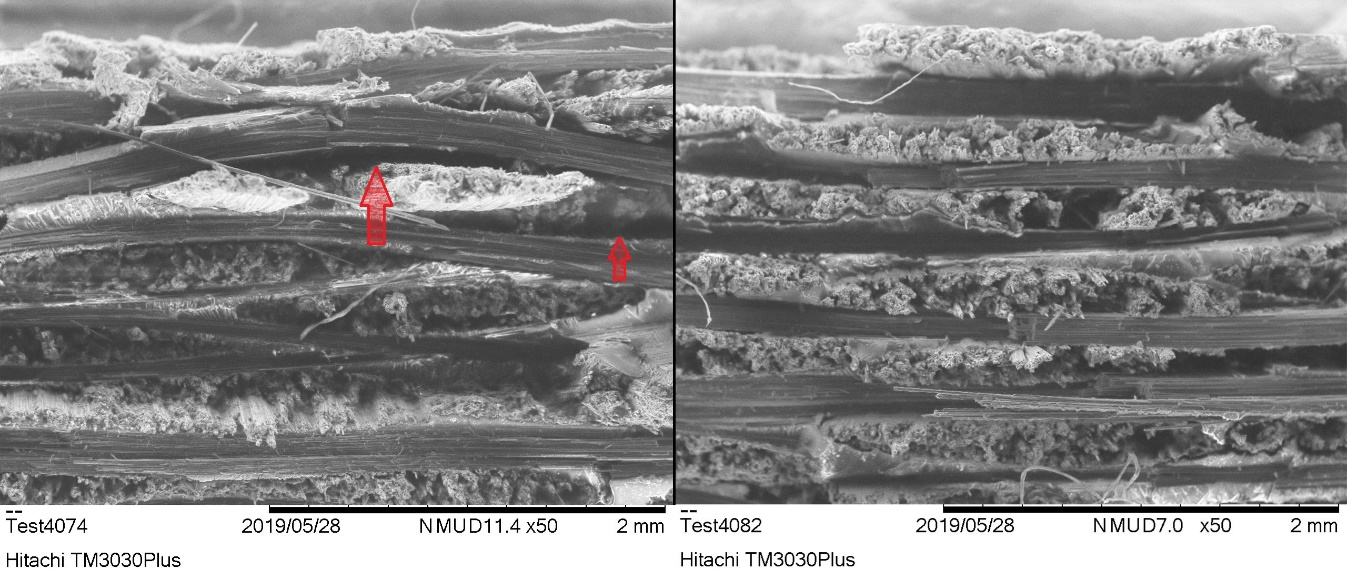 Test4074 2019/05/28 NMUD11.4 x50 2 mm
Hitachi TM3030Plus
Test4082 2019/05/28 NMUD7.0 x50 2 mm
Hitachi TM3030Plus